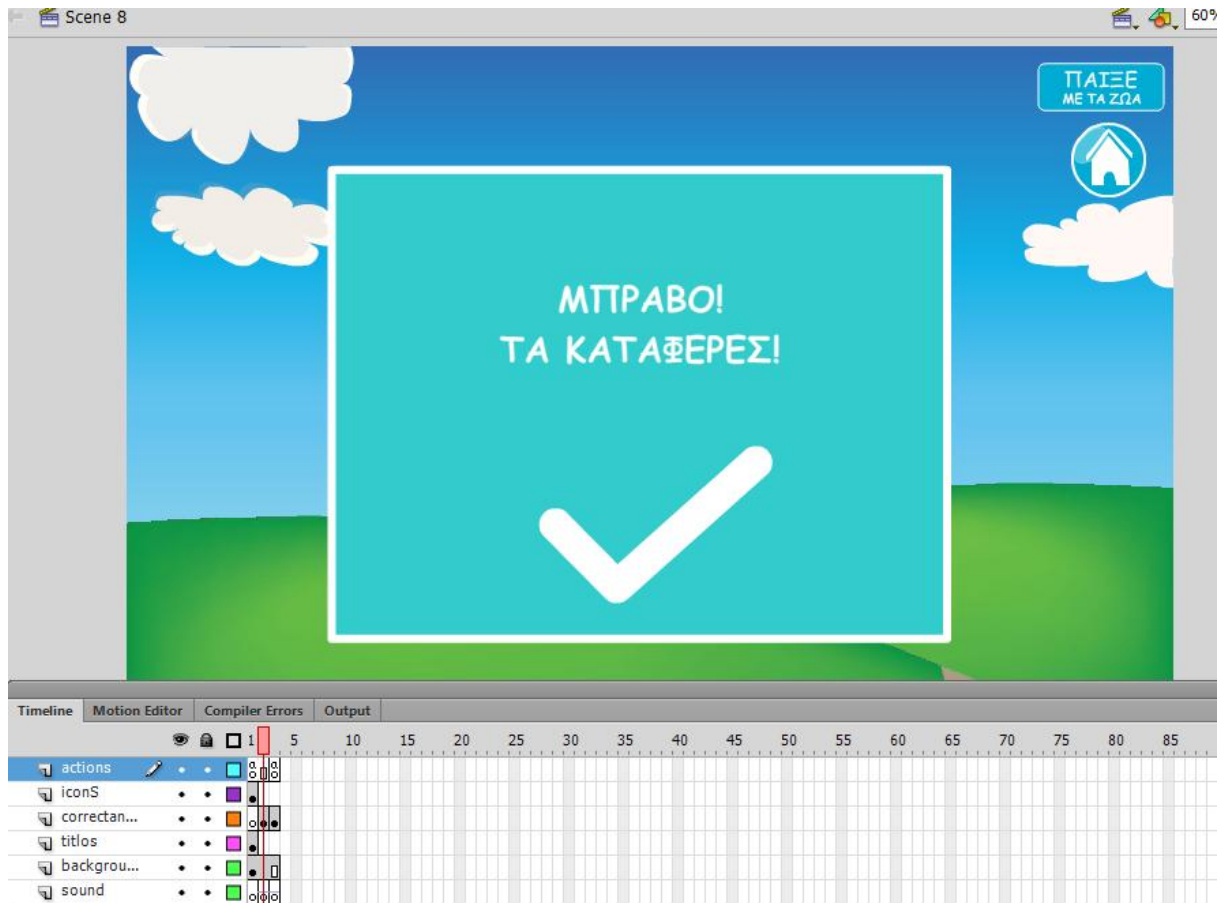 Scene 8
60%
ΠΑΙΞΕ
ΜΕ ΤΑ ΖΩΑ
ΜΠΡΑΒΟ!
ΤΑ ΚΑΤΑΦΕΡΕΣ!
Timeline Motion Editor Compiler Errors Output
1 5 10 15 20 25 30 35 40 45 50 55 60 65 70 75 80 85
actions
iconS
correctan...
titlos
backgrou...
sound